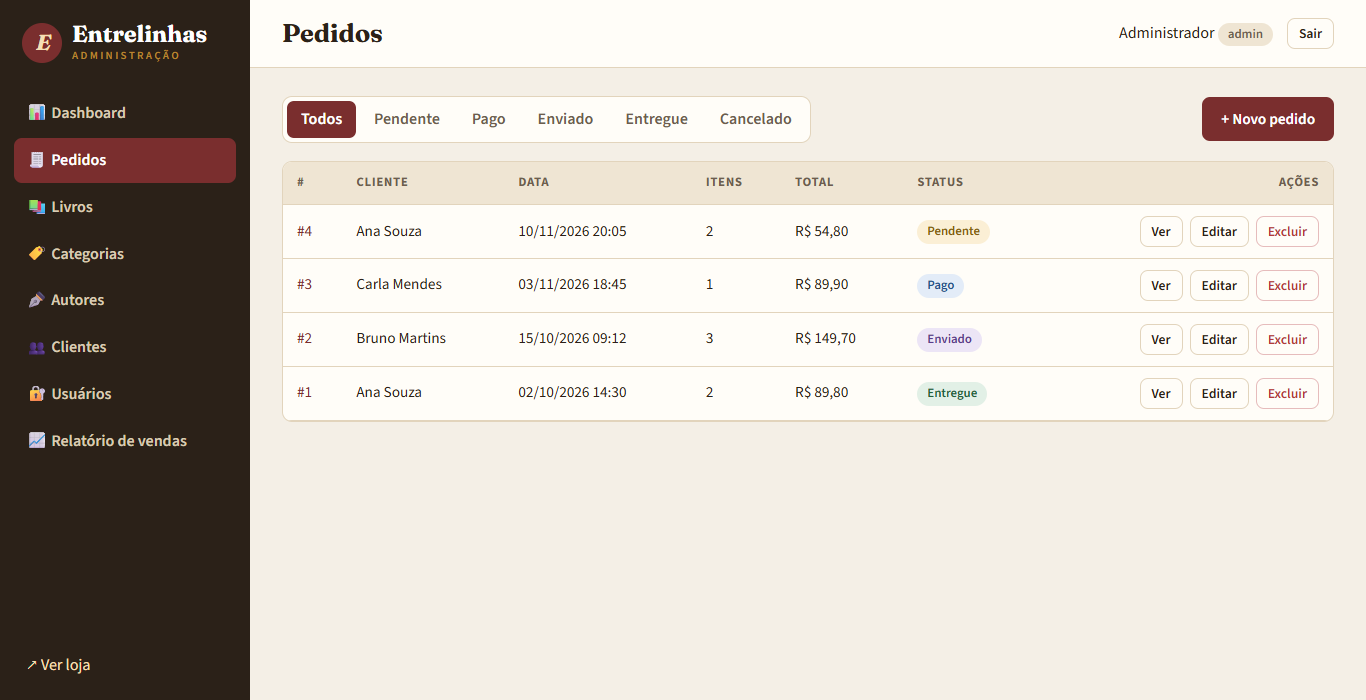 E
Entrelinhas
ADMINISTRAÇÃO
Dashboard
Pedidos
Livros
Categorias
Autores
Clientes
Usuários
Relatório de vendas
↗ Ver loja
Pedidos
Administrador admin Sair
Todos Pendente Pago Enviado Entregue Cancelado
+ Novo pedido
# CLIENTE DATA ITENS TOTAL STATUS AÇÕES
#4 Ana Souza 10/11/2026 20:05 2 R$ 54,80 Pendente Ver Editar Excluir
#3 Carla Mendes 03/11/2026 18:45 1 R$ 89,90 Pago Ver Editar Excluir
#2 Bruno Martins 15/10/2026 09:12 3 R$ 149,70 Enviado Ver Editar Excluir
#1 Ana Souza 02/10/2026 14:30 2 R$ 89,80 Entregue Ver Editar Excluir